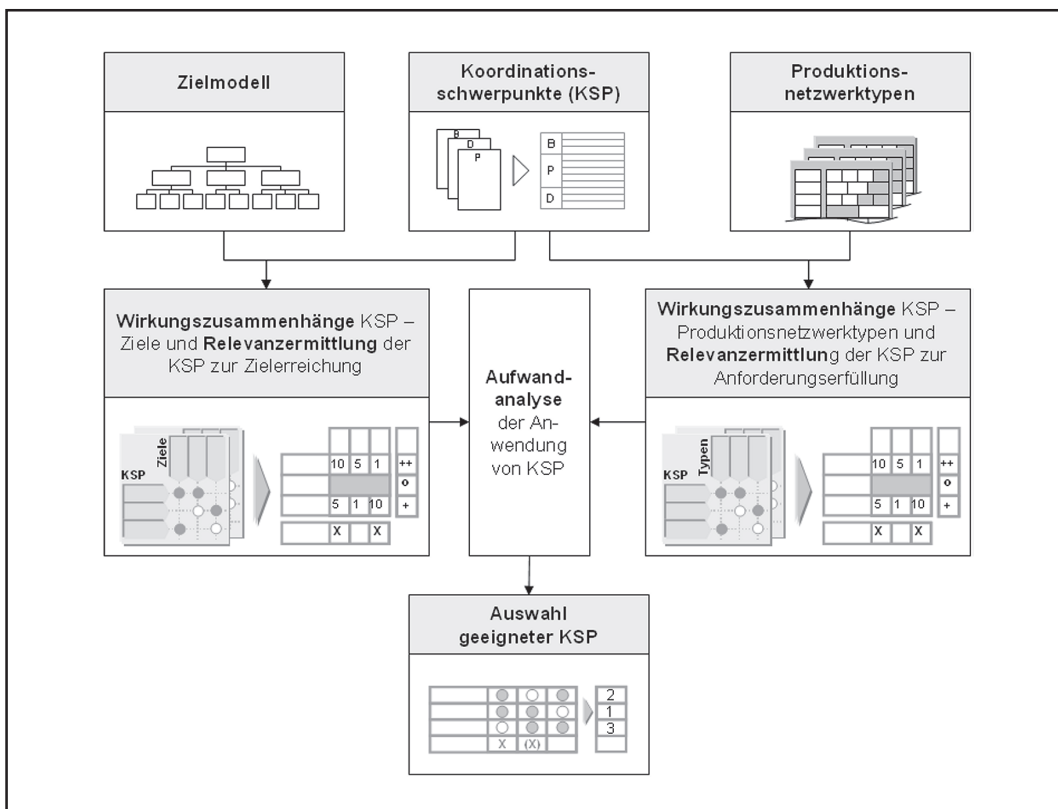 Zielmodell
Koordinations-
schwerpunkte (KSP)
B
D
P
B
P
D
Produktions-
netzwerktypen
Wirkungszusammenhänge KSP –
Ziele und Relevanzermittlung der
KSP zur Zielerreichung
KSP
Ziele
10 5 1 ++
o
5 1 10 +
X X
Aufwand-
analyse
der An-
wendung
von KSP
Wirkungszusammenhänge KSP –
Produktionsnetzwerktypen und
Relevanzermittlung der KSP zur
Anforderungserfüllung
KSP
Typen
10 5 1 ++
o
5 1 10 +
X X
Auswahl
geeigneter KSP
2
1
3
X (X)